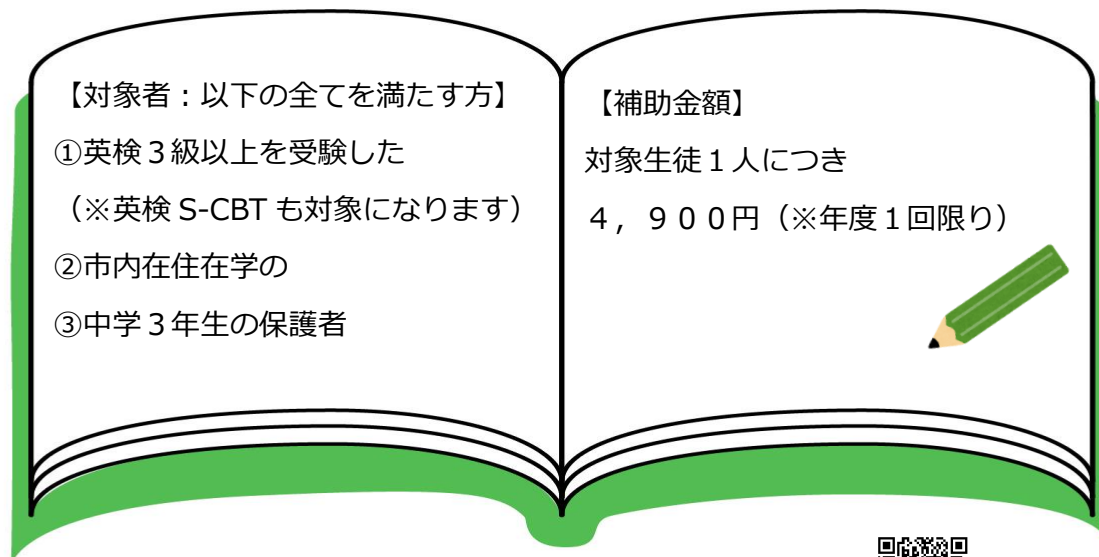 【対象者：以下の全てを満たす方】
①英検３級以上を受験した
（※英検 S-CBT も対象になります）
②市内在住在学の
③中学３年生の保護者
【補助金額】
対象生徒１人につき
４，９００円（※年度１回限り）